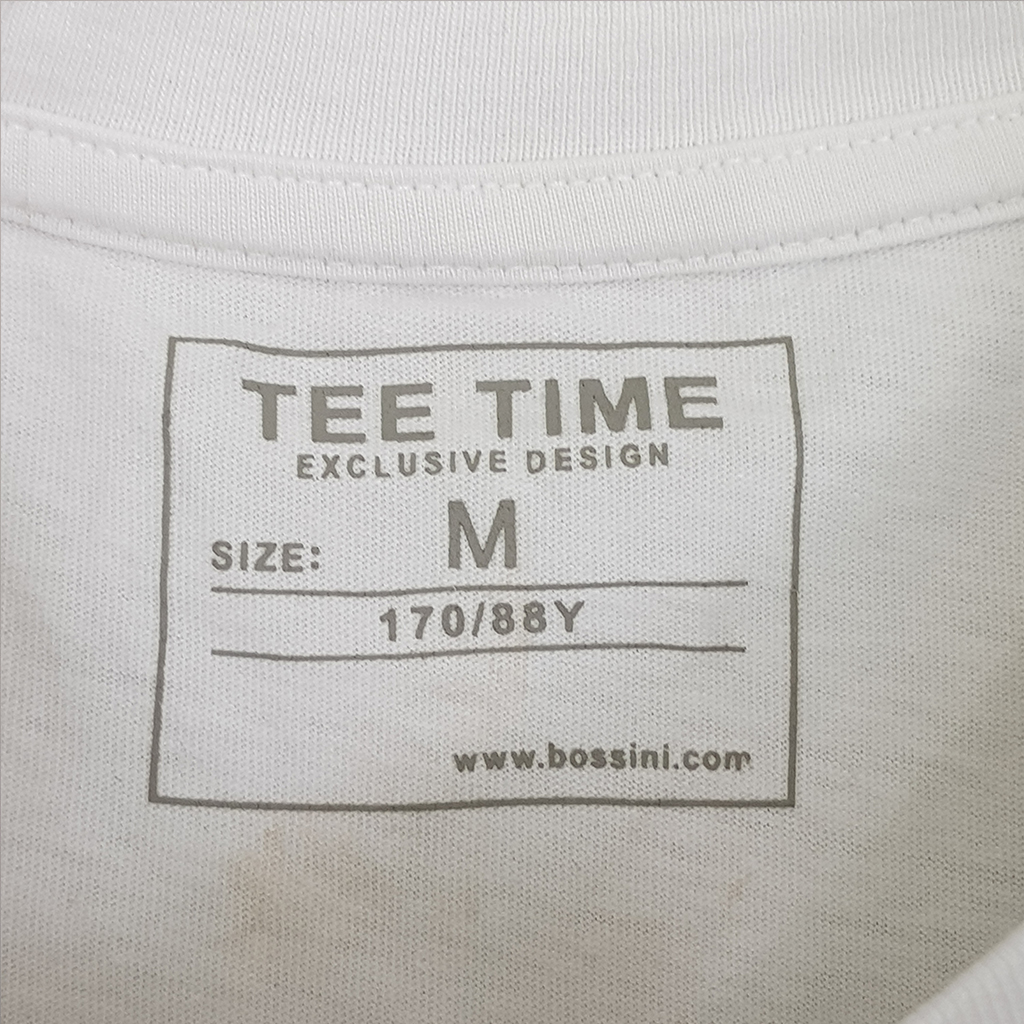 TEE TIME
EXCLUSIVE DESIGN
SIZE: M
170/88Y
www.bossini.com